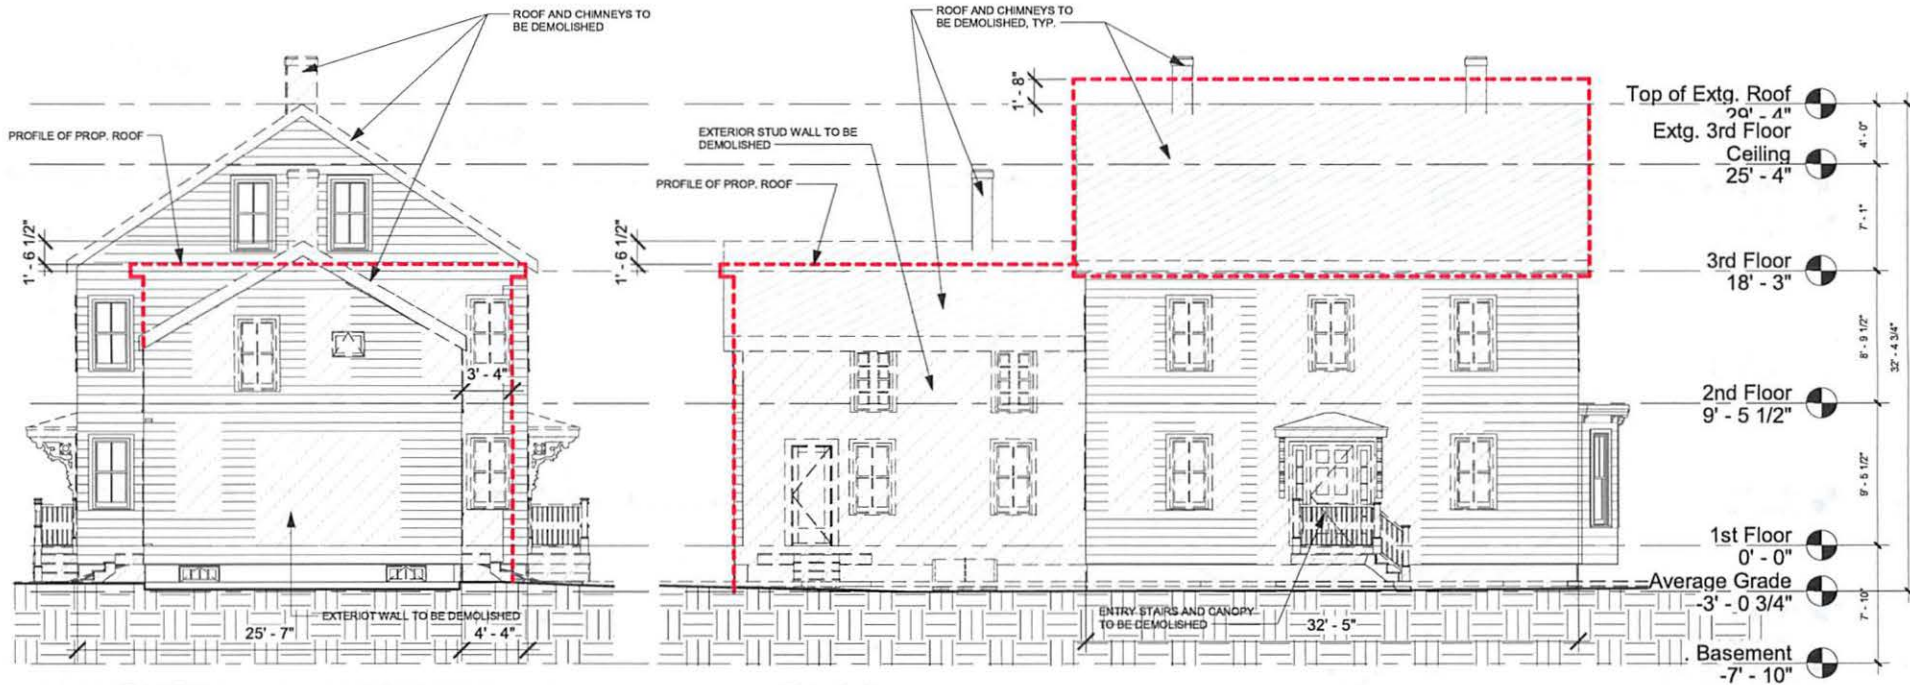 ROOF AND CHIMNEYS TO
BE DEMOLISHED
PROFILE OF PROP. ROOF
1' - 6 1/2"
3' - 4"
EXTERIOT WALL TO BE DEMOLISHED
25' - 7"
4' - 4"
ROOF AND CHIMNEYS TO
BE DEMOLISHED, TYP.
1' - 8"
EXTERIOR STUD WALL TO BE
DEMOLISHED
PROFILE OF PROP. ROOF
1' - 6 1/2"
ENTRY STAIRS AND CANOPY
TO BE DEMOLISHED
32' - 5"
Top of Extg. Roof
29' - 4"
Extg. 3rd Floor
Ceiling
25' - 4"
3rd Floor
18' - 3"
2nd Floor
9' - 5 1/2"
1st Floor
0' - 0"
Average Grade
-3' - 0 3/4"
Basement
-7' - 10"
4' - 0"
7' - 1"
8' - 9 1/2"
9' - 5 1/2"
7' - 10"
32' - 4 3/4"